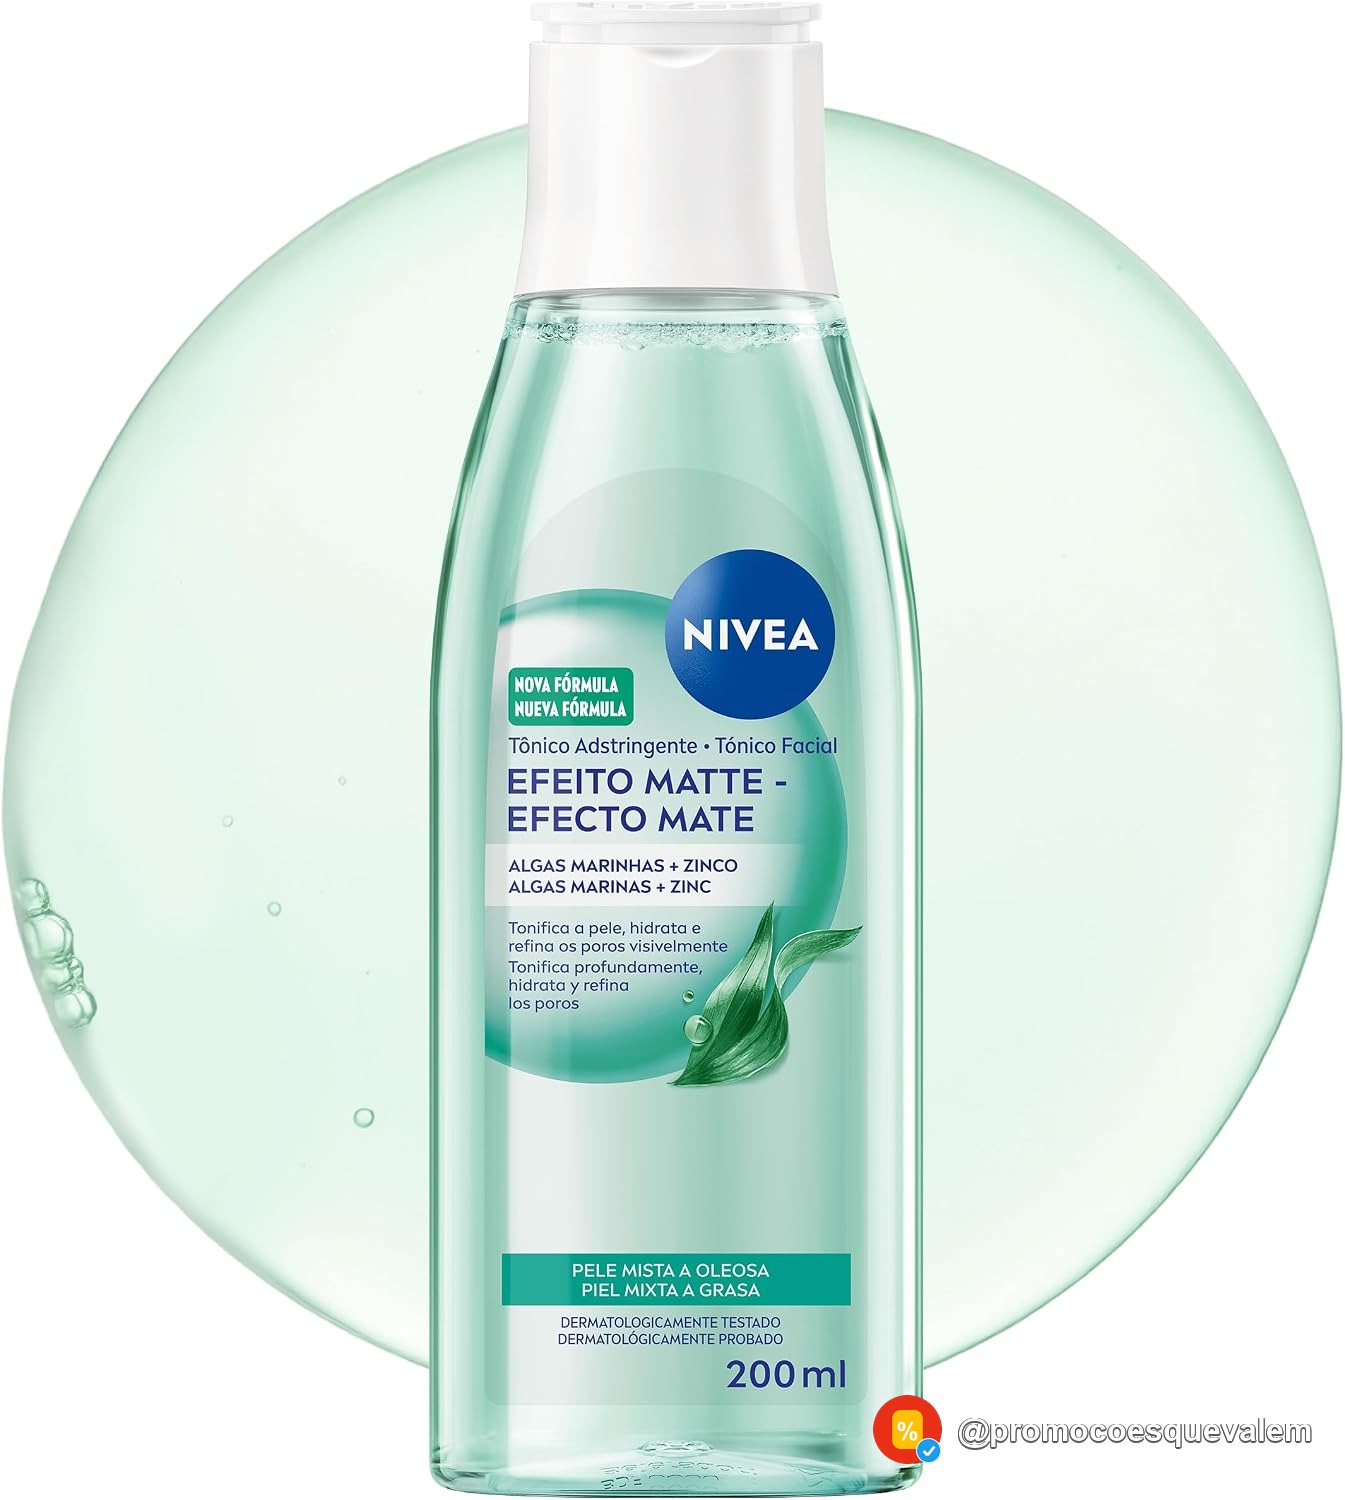 NIVEA
NOVA FÓRMULA
NUEVA FÓRMULA
Tônico Adstringente • Tónico Facial
EFEITO MATTE -
EFECTO MATE
ALGAS MARINHAS + ZINCO
ALGAS MARINAS + ZINC
Tonifica a pele, hidrata e
refina os poros visivelmente
Tonifica profundamente,
hidrata y refina
los poros
PELE MISTA A OLEOSA
PIEL MIXTA A GRASA
DERMATOLOGICAMENTE TESTADO
DERMATOLÓGICAMENTE PROBADO
200 ml
%
@promocoesquevalem